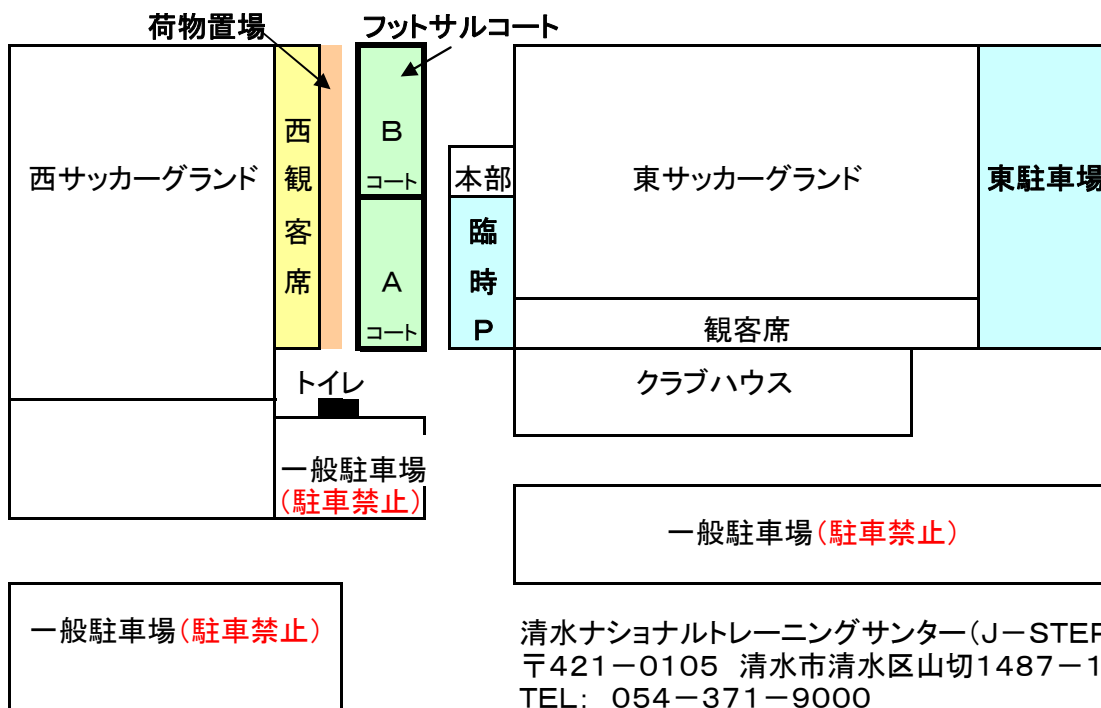 荷物置場
フットサルコート
西サッカーグランド
西観客席
B
コート
A
コート
本部
臨時P
東サッカーグランド
東駐車場
観客席
クラブハウス
トイレ
一般駐車場
(駐車禁止)
一般駐車場(駐車禁止)
一般駐車場(駐車禁止)
清水ナショナルトレーニングサンター(J-STEP
〒421-0105 清水市清水区山切1487-1
TEL: 054-371-9000